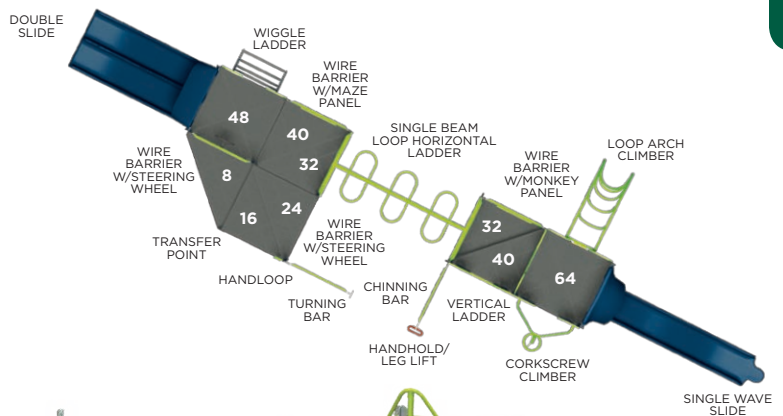 DOUBLE
SLIDE
WIGGLE
LADDER
WIRE
BARRIER
W/MAZE
PANEL
48
40
32
SINGLE BEAM
LOOP HORIZONTAL
LADDER
WIRE
BARRIER
W/MONKEY
PANEL
LOOP ARCH
CLIMBER
WIRE
BARRIER
W/STEERING
WHEEL
8
24
16
WIRE
BARRIER
W/STEERING
WHEEL
32
40
64
TRANSFER
POINT
HANDLOOP
TURNING
BAR
CHINNING
BAR
VERTICAL
LADDER
HANDHOLD/
LEG LIFT
CORKSCREW
CLIMBER
SINGLE WAVE
SLIDE